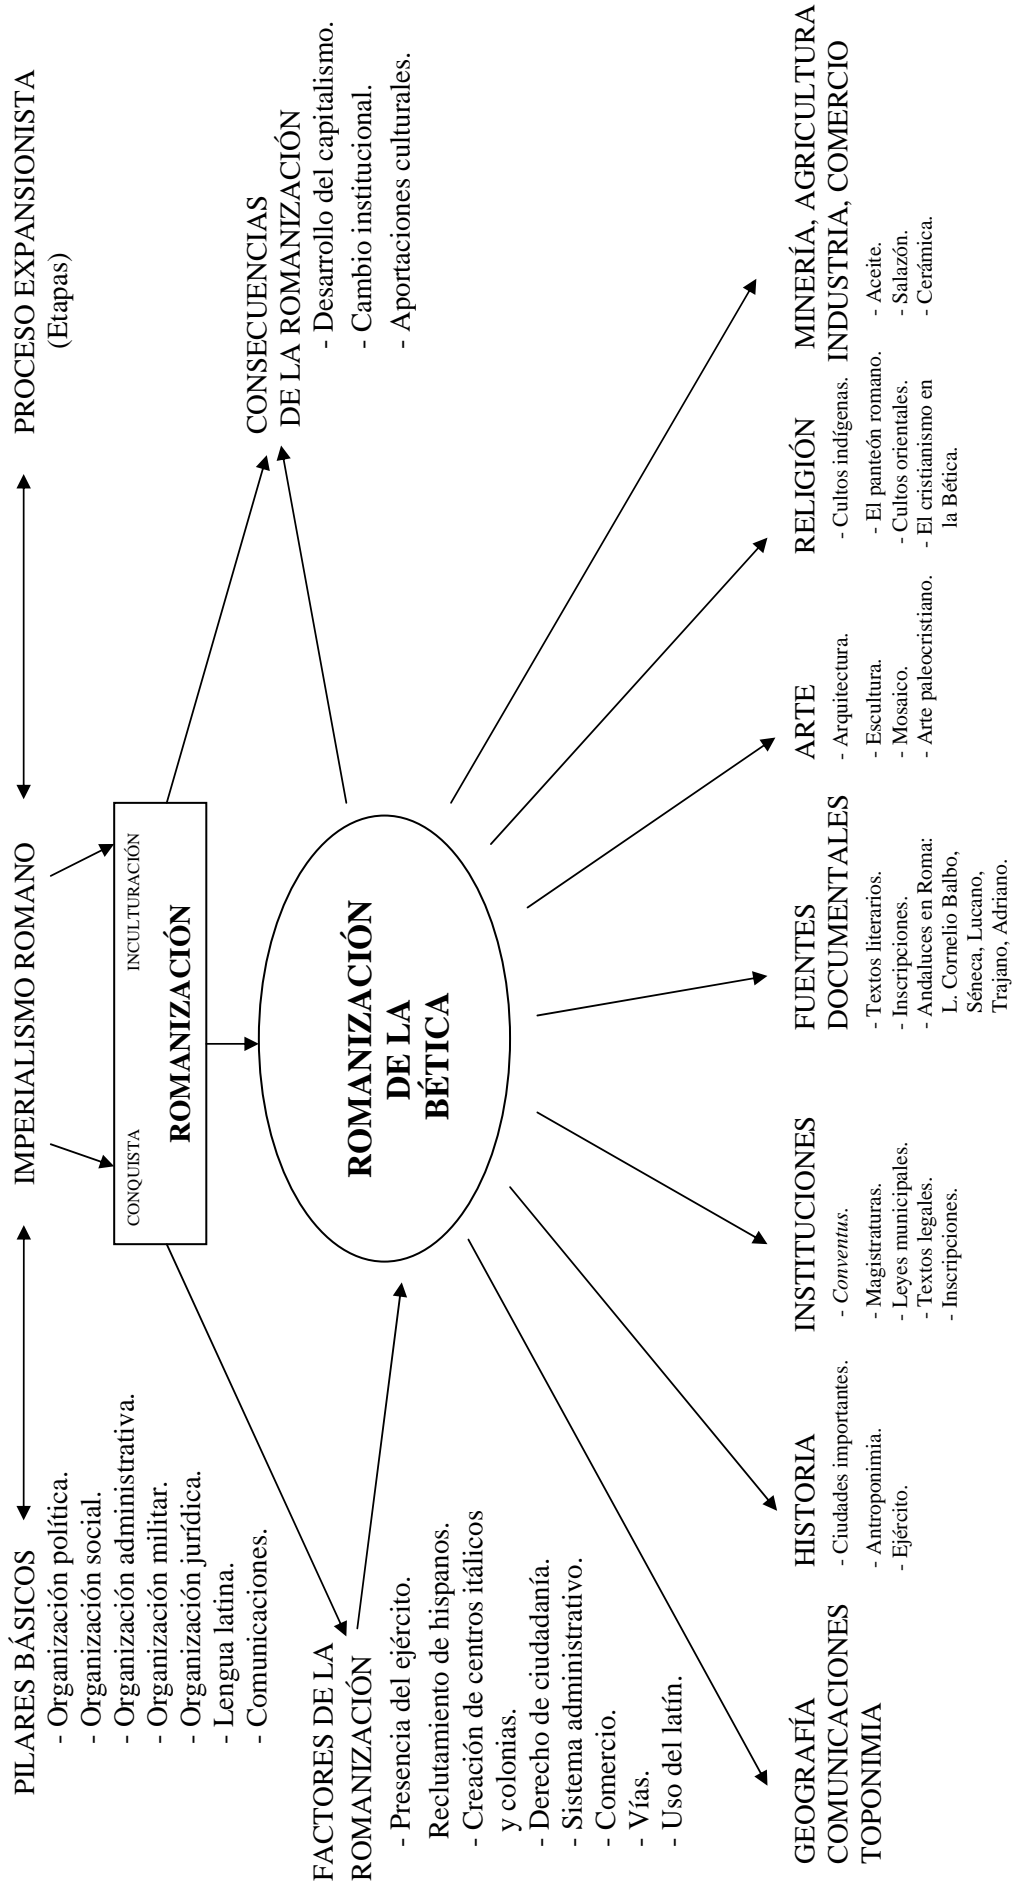 PILARES BÁSICOS
- Organización política.
- Organización social.
- Organización administrativa.
- Organización militar.
- Organización jurídica.
- Lengua latina.
- Comunicaciones.
IMPERIALISMO ROMANO
PROCESO EXPANSIONISTA
(Etapas)
CONQUISTA
INCULTURACIÓN
ROMANIZACIÓN
FACTORES DE LA
ROMANIZACIÓN
- Presencia del ejército.
Reclutamiento de hispanos.
- Creación de centros itálicos
y colonias.
- Derecho de ciudadanía.
- Sistema administrativo.
- Comercio.
- Vías.
- Uso del latín.
ROMANIZACIÓN
DE LA
BÉTICA
CONSECUENCIAS
DE LA ROMANIZACIÓN
- Desarrollo del capitalismo.
- Cambio institucional.
- Aportaciones culturales.
GEOGRAFÍA
COMUNICACIONES
TOPONIMIA
HISTORIA
- Ciudades importantes.
- Antroponimia.
- Ejército.
INSTITUCIONES
- Conventus.
- Magistraturas.
- Leyes municipales.
- Textos legales.
- Inscripciones.
FUENTES
DOCUMENTALES
- Textos literarios.
- Inscripciones.
- Andaluces en Roma:
L. Cornelio Balbo,
Séneca, Lucano,
Trajano, Adriano.
ARTE
- Arquitectura.
- Escultura.
- Mosaico.
- Arte paleocristiano.
RELIGIÓN
- Cultos indígenas.
- El panteón romano.
- Cultos orientales.
- El cristianismo en
la Bética.
MINERÍA, AGRICULTURA
INDUSTRIA, COMERCIO
- Aceite.
- Salazón.
- Cerámica.